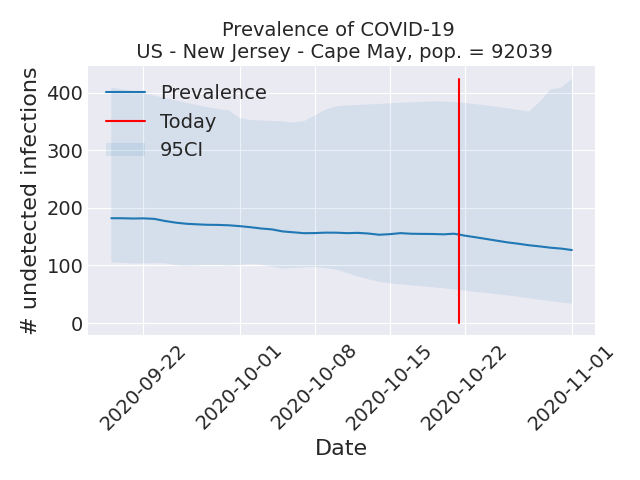 Prevalence of COVID-19
US - New Jersey - Cape May, pop. = 92039
# undetected infections
400
300
200
100
0
Prevalence
Today
95CI
2020-09-22
2020-10-01
2020-10-08
2020-10-15
2020-10-22
2020-11-01
Date